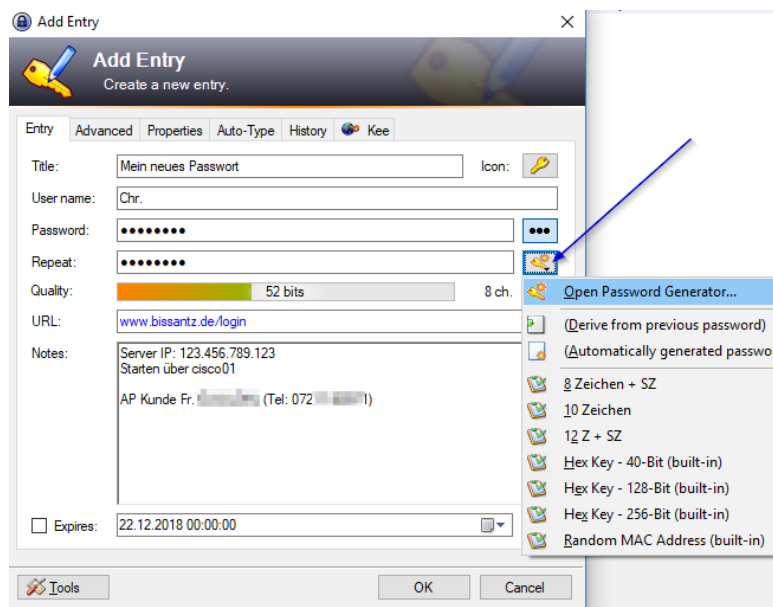 Add Entry
Add Entry
Create a new entry.
Entry Advanced Properties Auto-Type History Kee
Title: Mein neues Passwort Icon:
User name: Chr.
Password: ●●●●●●●●
Repeat: ●●●●●●●●
Quality: 52 bits 8 ch.
URL: www.bissantz.de/login
Notes: Server IP: 123.456.789.123
Starten über cisco01
AP Kunde Fr. (Tel: 072 1)
Expires: 22.12.2018 00:00:00
Tools OK Cancel
Open Password Generator...
(Derive from previous password)
(Automatically generated passwo
8 Zeichen + SZ
10 Zeichen
12 Z + SZ
Hex Key - 40-Bit (built-in)
Hex Key - 128-Bit (built-in)
Hex Key - 256-Bit (built-in)
Random MAC Address (built-in)